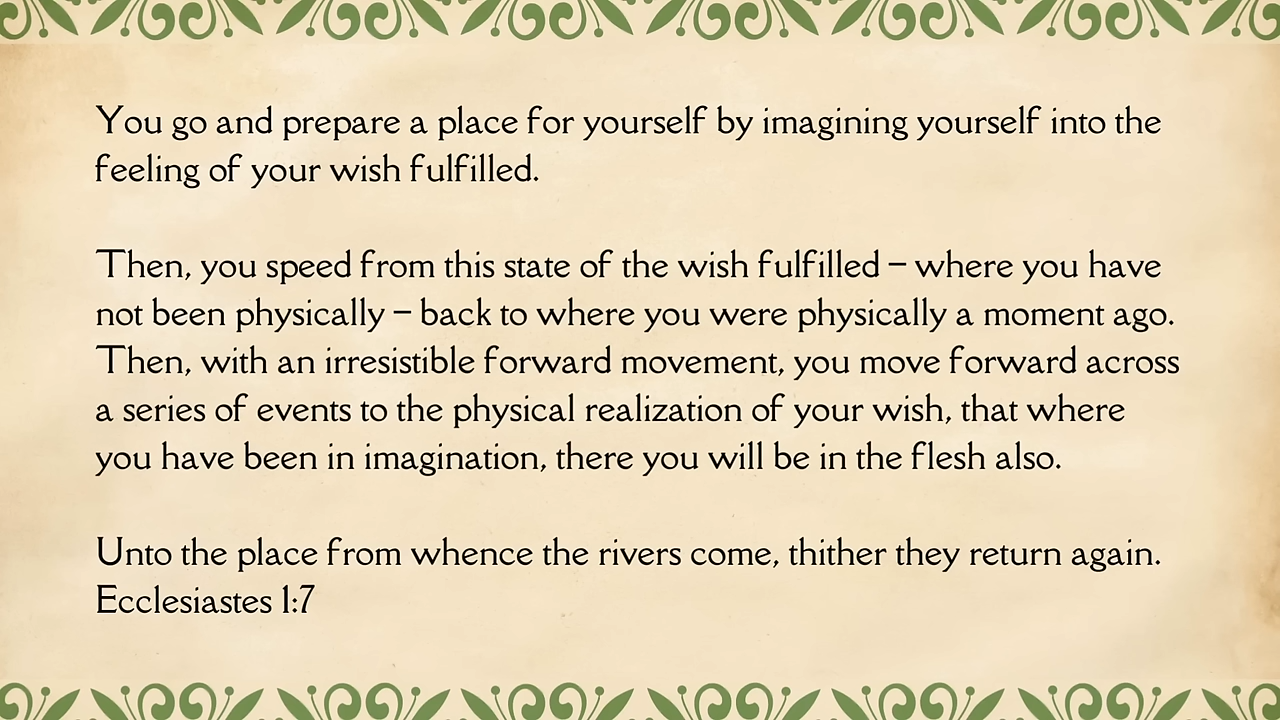 You go and prepare a place for yourself by imagining yourself into the
feeling of your wish fulfilled.
Then, you speed from this state of the wish fulfilled – where you have
not been physically – back to where you were physically a moment ago.
Then, with an irresistible forward movement, you move forward across
a series of events to the physical realization of your wish, that where
you have been in imagination, there you will be in the flesh also.
Unto the place from whence the rivers come, thither they return again.
Ecclesiastes 1:7